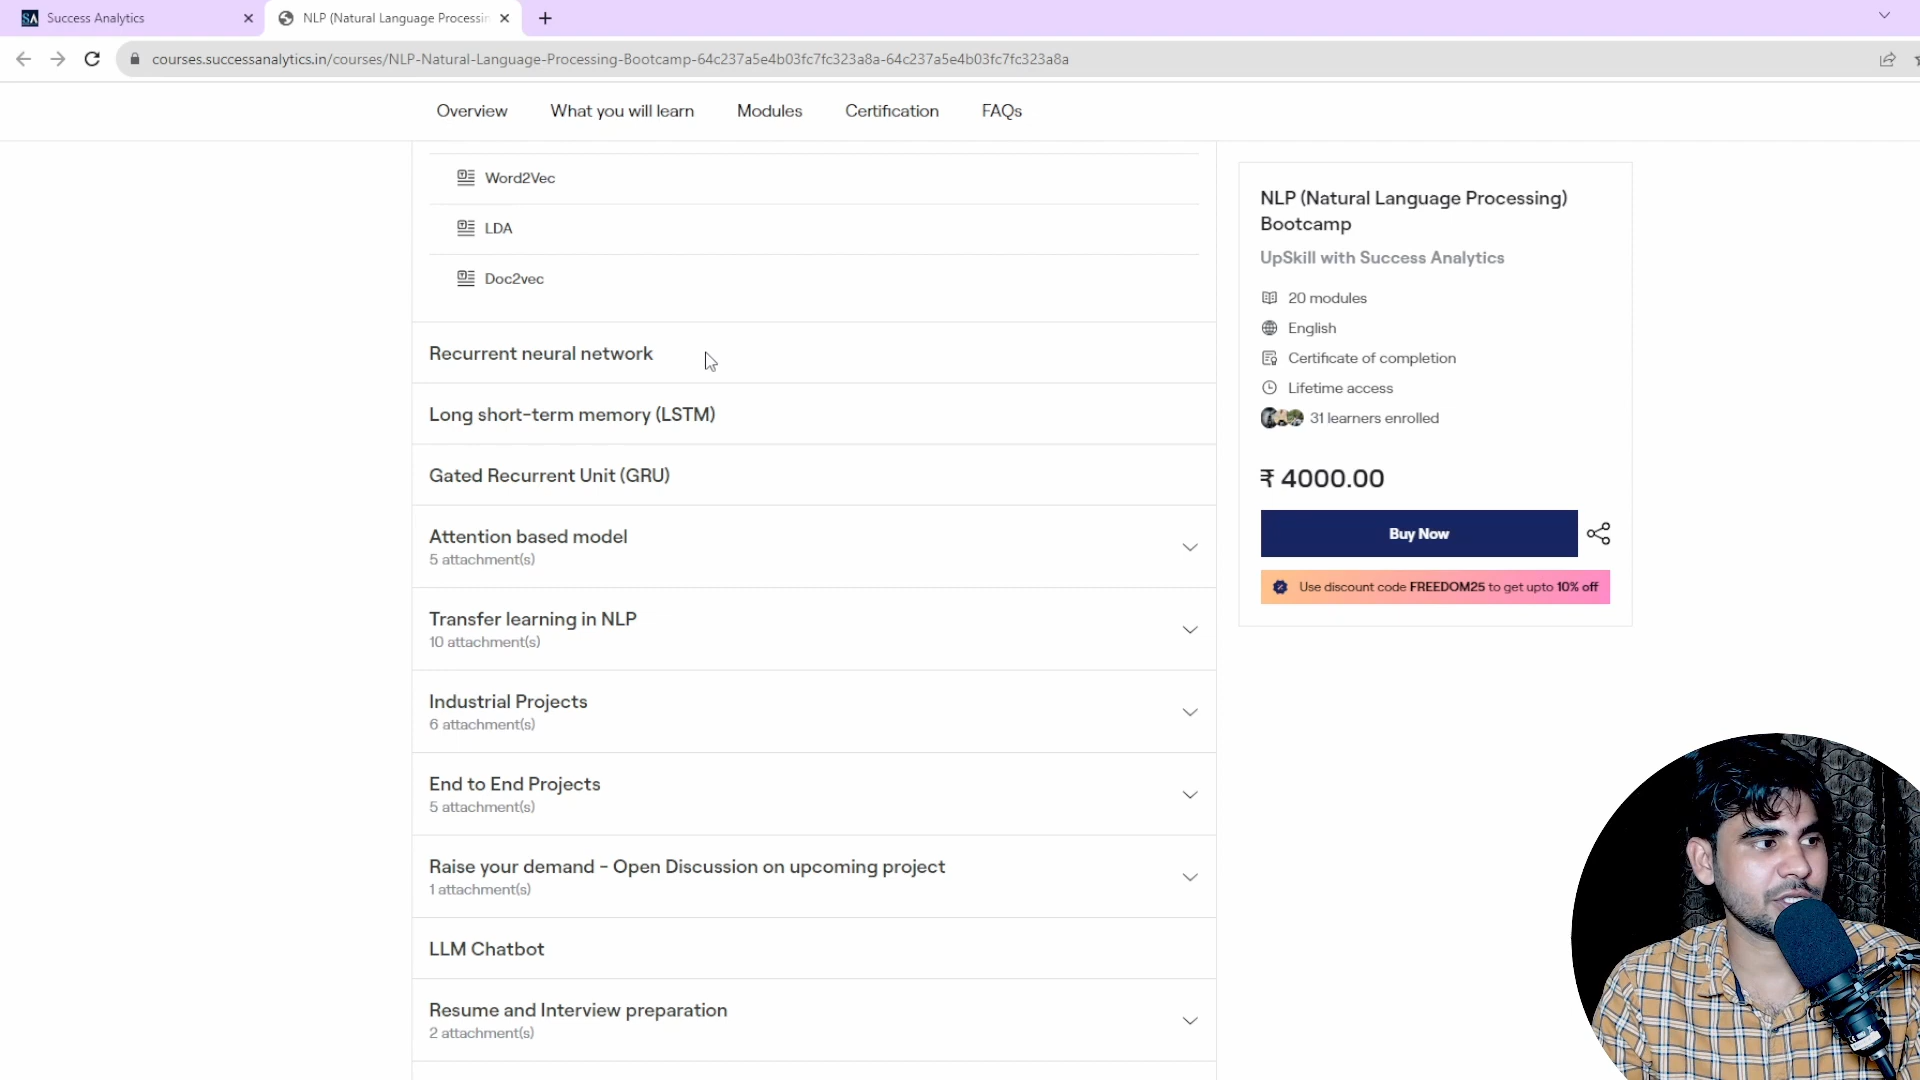 SA Success Analytics
NLP (Natural Language Processin
courses.successanalytics.in/courses/NLP-Natural-Language-Processing-Bootcamp-64c237a5e4b03fc7fc323a8a-64c237a5e4b03fc7fc323a8a
Overview What you will learn Modules Certification FAQs
Word2Vec
LDA
Doc2vec
Recurrent neural network
Long short-term memory (LSTM)
Gated Recurrent Unit (GRU)
Attention based model
5 attachment(s)
Transfer learning in NLP
10 attachment(s)
Industrial Projects
6 attachment(s)
End to End Projects
5 attachment(s)
Raise your demand - Open Discussion on upcoming project
1 attachment(s)
LLM Chatbot
Resume and Interview preparation
2 attachment(s)
NLP (Natural Language Processing)
Bootcamp
UpSkill with Success Analytics
20 modules
English
Certificate of completion
Lifetime access
31 learners enrolled
₹ 4000.00
Buy Now
Use discount code FREEDOM25 to get upto 10% off